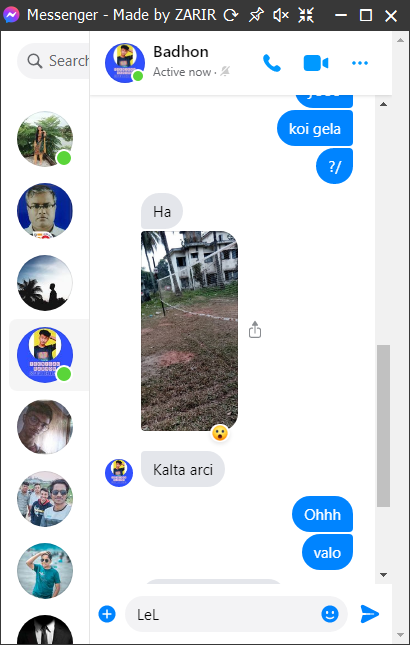 Messenger - Made by ZARIR
Search
Badhon
Active now
koi gela
?/
Ha
Kalta arci
Ohhh
valo
LeL